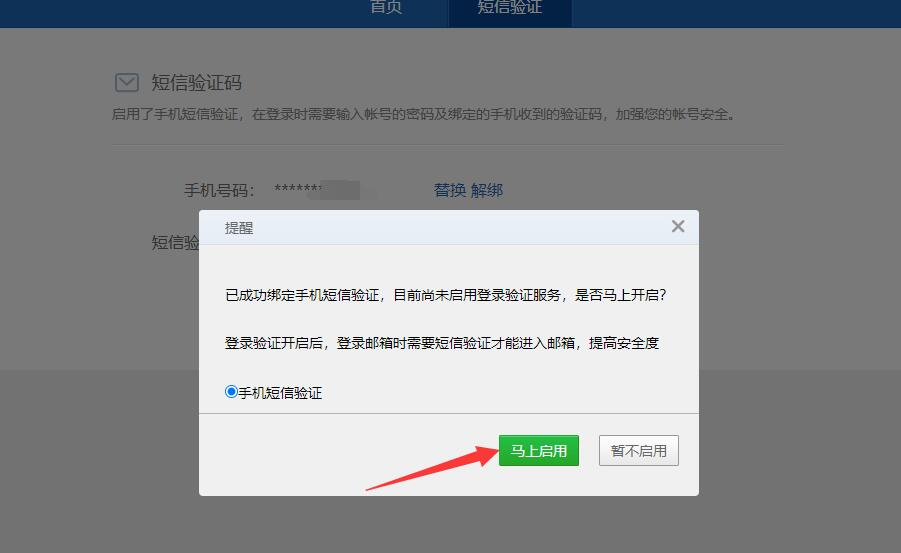 首页 短信验证
短信验证码
启用了手机短信验证，在登录时需要输入帐号的密码及绑定的手机收到的验证码，加强您的帐号安全。
手机号码： ******* 替换 解绑
提醒
短信验
已成功绑定手机短信验证，目前尚未启用登录验证服务，是否马上开启？
登录验证开启后，登录邮箱时需要短信验证才能进入邮箱，提高安全度
手机短信验证
马上启用 暂不启用